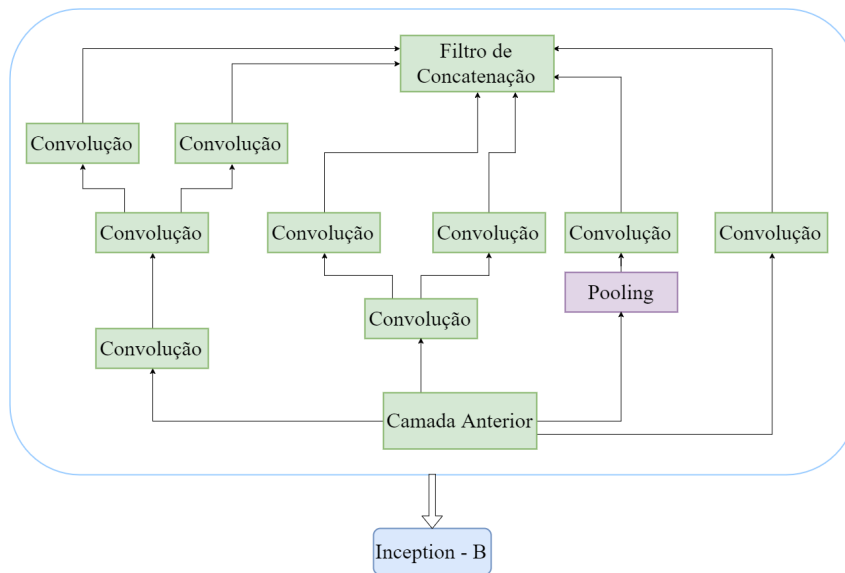 Filtro de
Concatenação
Convolução
Convolução
Convolução
Convolução
Convolução
Convolução
Convolução
Pooling
Convolução
Convolução
Camada Anterior
Inception - B